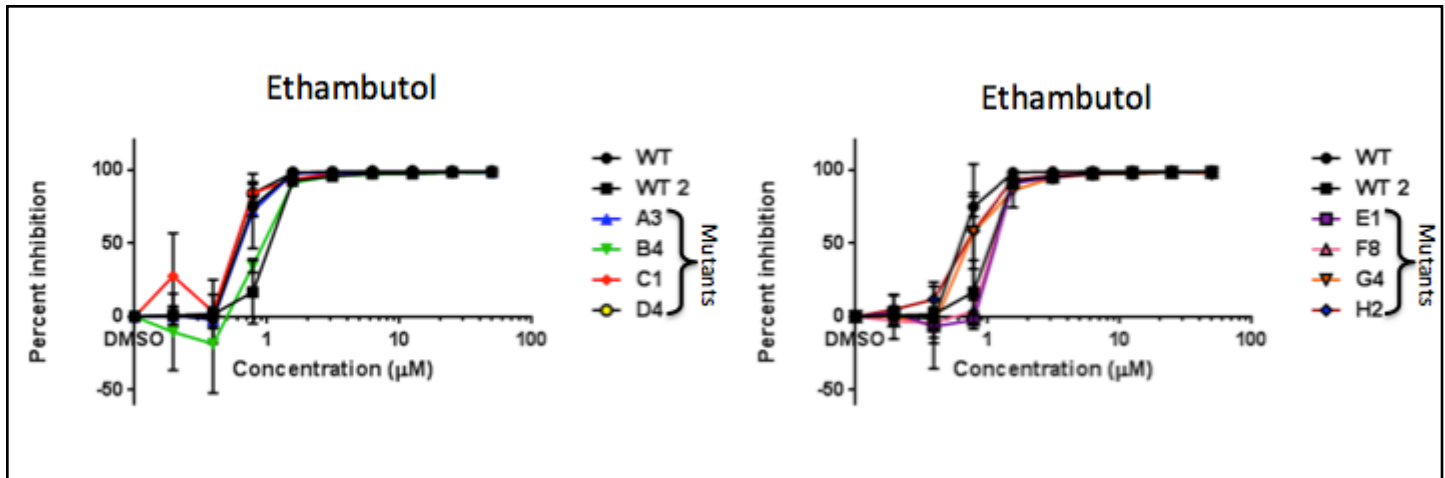 Ethambutol
Percent inhibition
100
50
0
-50
DMSO
1
10
100
Concentration (μM)
WT
WT 2
A3
B4
C1
D4
Mutants
Ethambutol
Percent inhibition
100
50
0
-50
DMSO
1
10
100
Concentration (μM)
WT
WT 2
E1
F8
G4
H2
Mutants